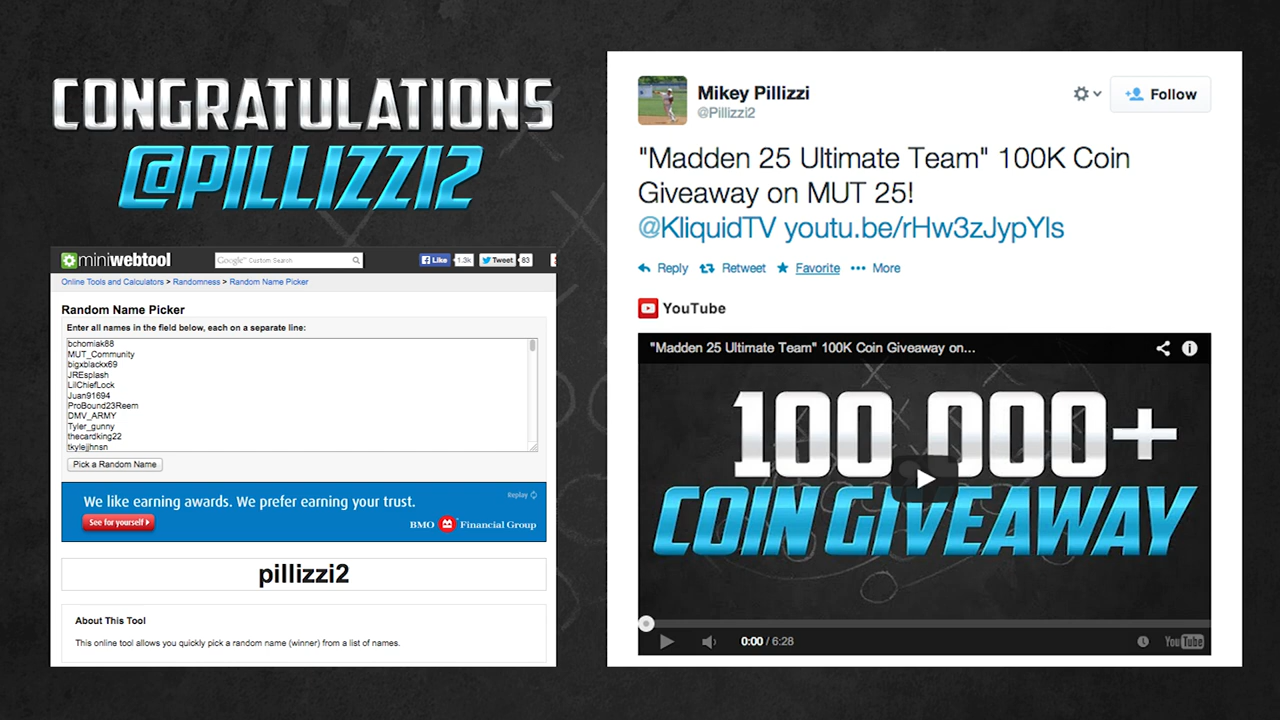 CONGRATULATIONS
@PILLIZZI2
miniwebtool
Google™ Custom Search
Like
1.3k
Tweet
83
Online Tools and Calculators > Randomness > Random Name Picker
Random Name Picker
Enter all names in the field below, each on a separate line:
bchomiak88
MUT_Community
bigxblackx69
JREsplash
LilChiefLock
Juan91694
ProBound23Reem
DMV_ARMY
Tyler_gunny
thecardking22
tkylejjhnsn
Pick a Random Name
We like earning awards. We prefer earning your trust.
Replay
See for yourself
BMO Financial Group
pillizzi2
About This Tool
This online tool allows you quickly pick a random name (winner) from a list of names.
Mikey Pillizzi
@Pillizzi2
Follow
"Madden 25 Ultimate Team" 100K Coin
Giveaway on MUT 25!
@KliquidTV youtu.be/rHw3zJypYls
Reply Retweet Favorite More
YouTube
"Madden 25 Ultimate Team" 100K Coin Giveaway on...
100 000+
COIN GIVEAWAY
0:00 / 6:28
YouTube